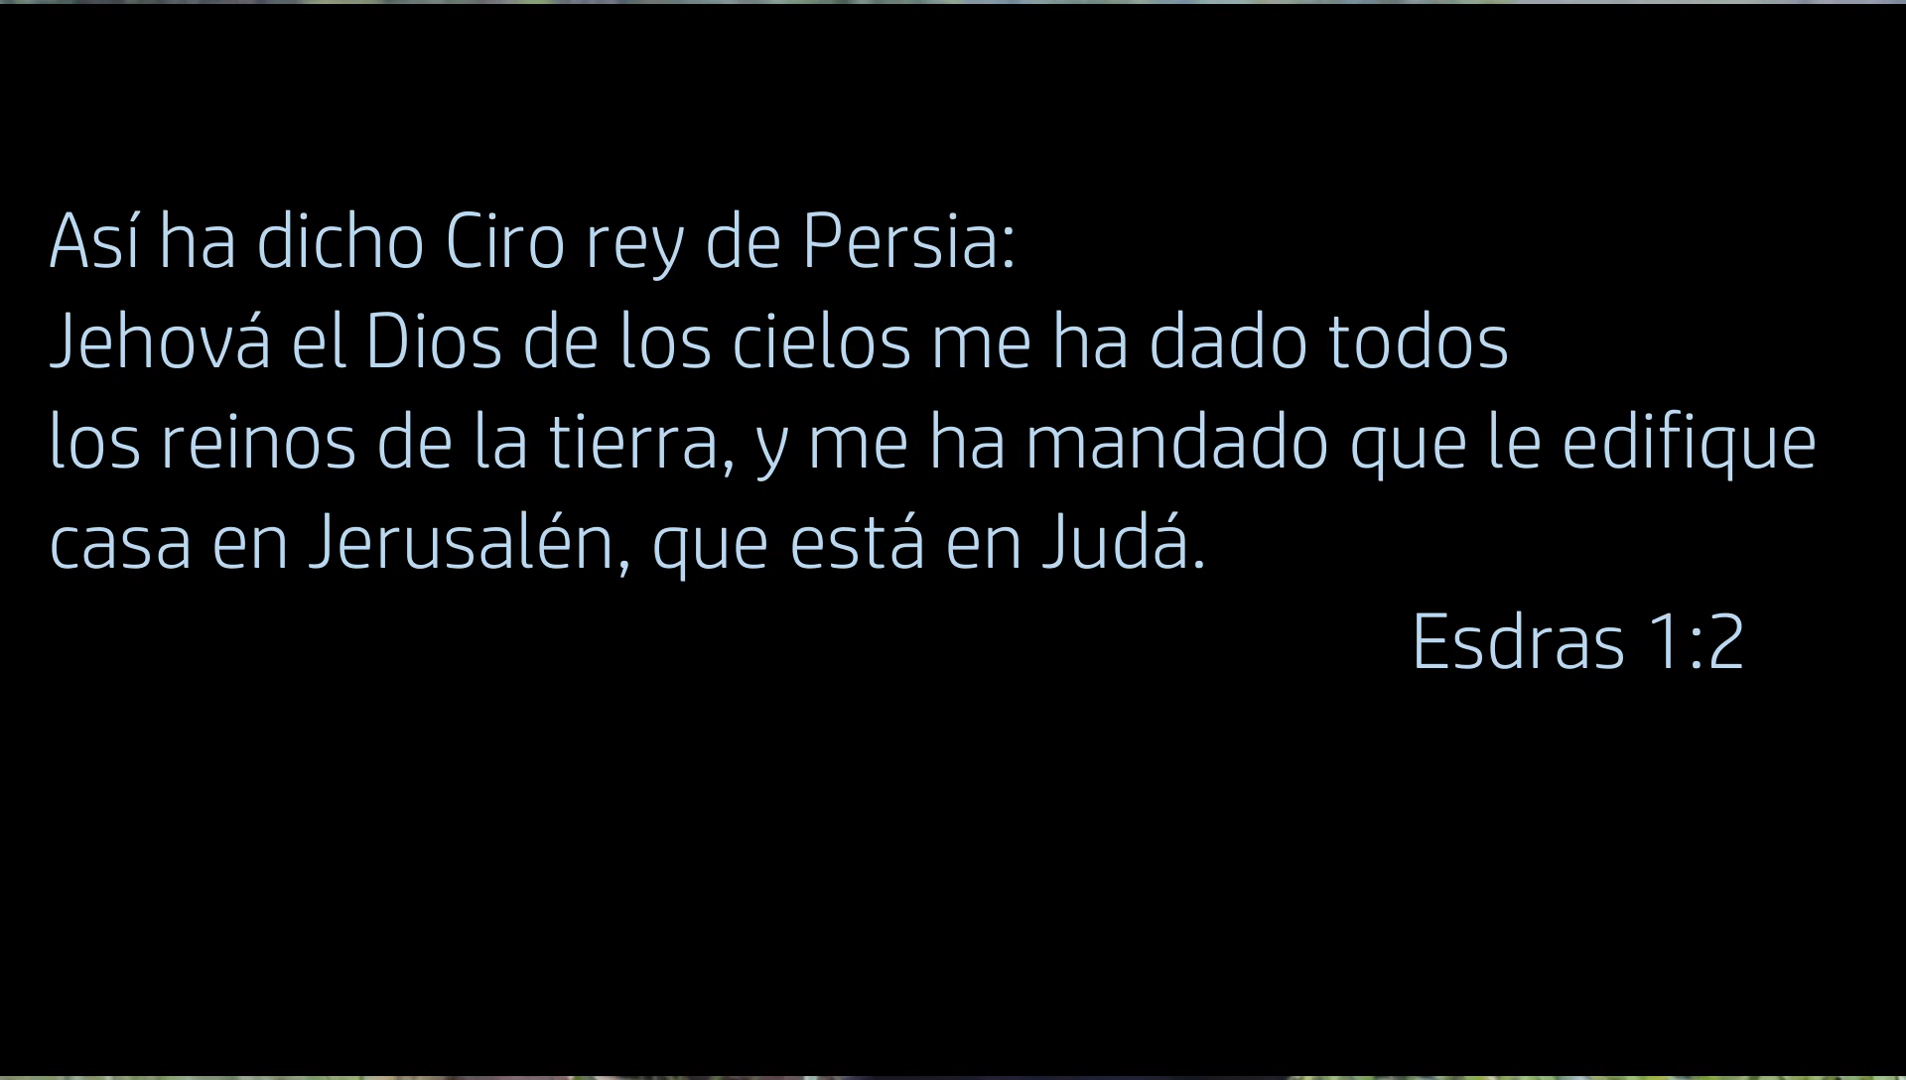 Así ha dicho Ciro rey de Persia:
Jehová el Dios de los cielos me ha dado todos
los reinos de la tierra, y me ha mandado que le edifique
casa en Jerusalén, que está en Judá.
Esdras 1:2